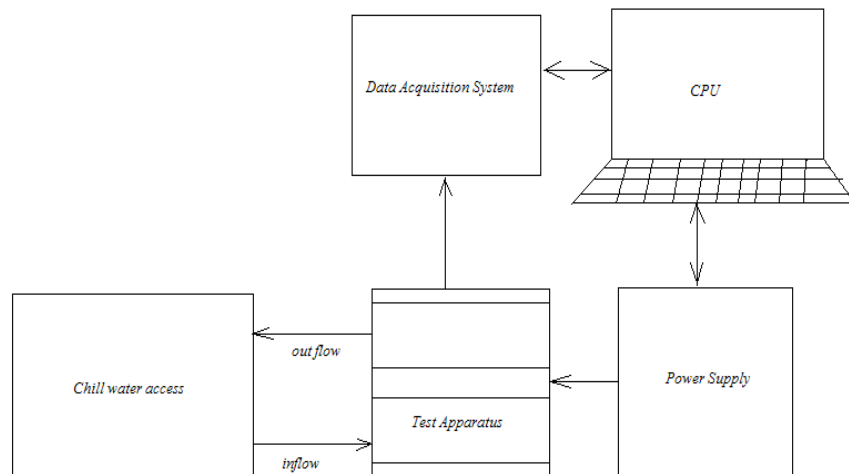 Data Acquisition System
CPU
out flow
Chill water access
Power Supply
Test Apparatus
inflow